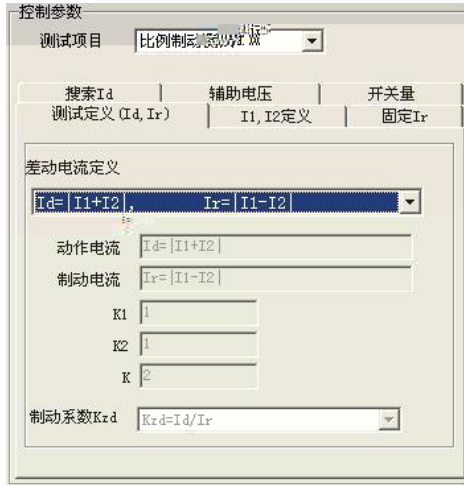 控制参数
测试项目 比例制动
搜索Id 辅助电压 开关量
测试定义(Id,Ir) I1,I2定义 固定Ir
差动电流定义
Id=|I1+I2|, Ir=|I1-I2|
动作电流 Id=|I1+I2|
制动电流 Ir=|I1-I2|
K1 1
K2 1
K 2
制动系数Kzd Kzd=Id/Ir